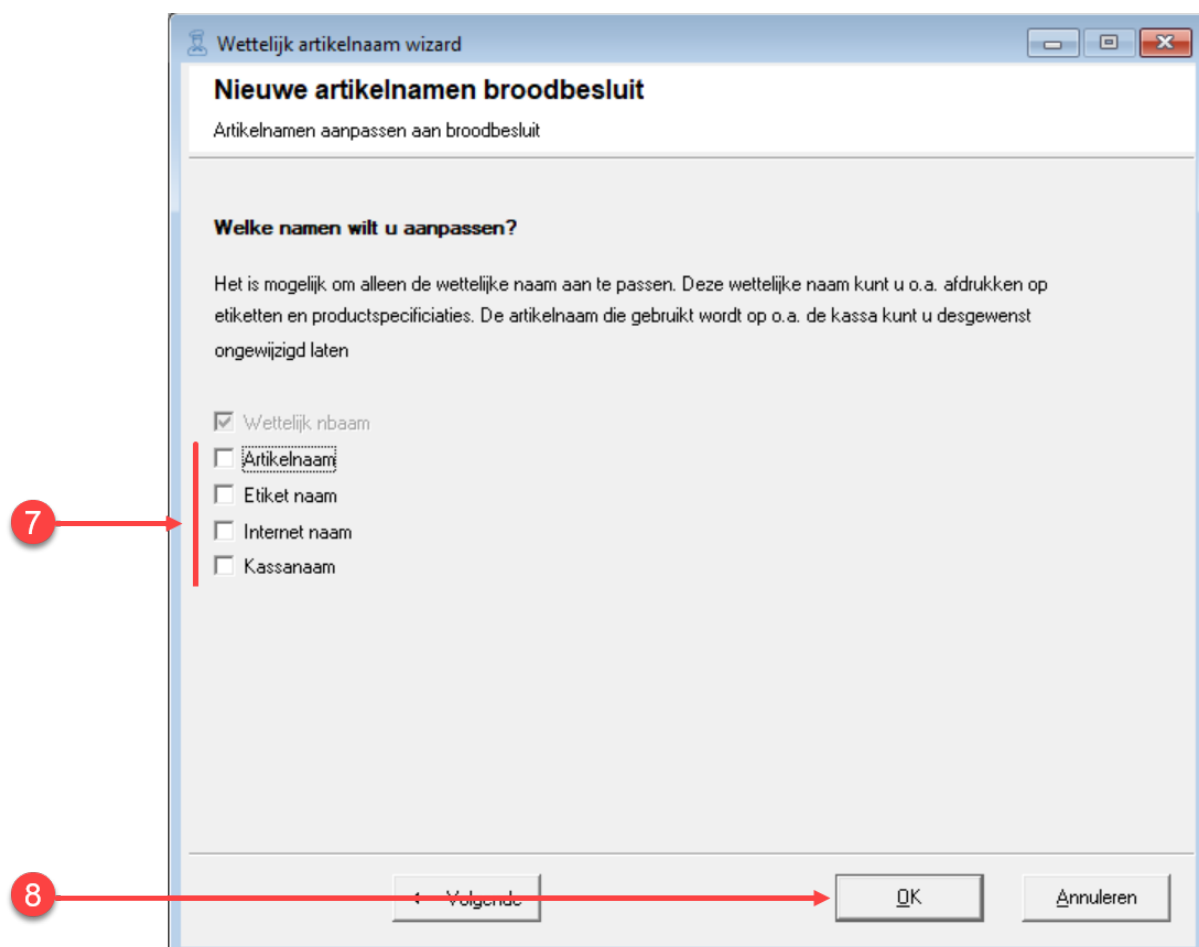 Wettelijk artikelnaam wizard
Nieuwe artikelnamen broodbesluit
Artikelnamen aanpassen aan broodbesluit
Welke namen wilt u aanpassen?
Het is mogelijk om alleen de wettelijke naam aan te passen. Deze wettelijke naam kunt u o.a. afdrukken op
etiketten en productspecificiaties. De artikelnaam die gebruikt wordt op o.a. de kassa kunt u desgewenst
ongewijzigd laten
Wettelijk nbaam
Artikelnaam
Etiket naam
7
Internet naam
Kassanaam
8
Volgende
OK
Annuleren